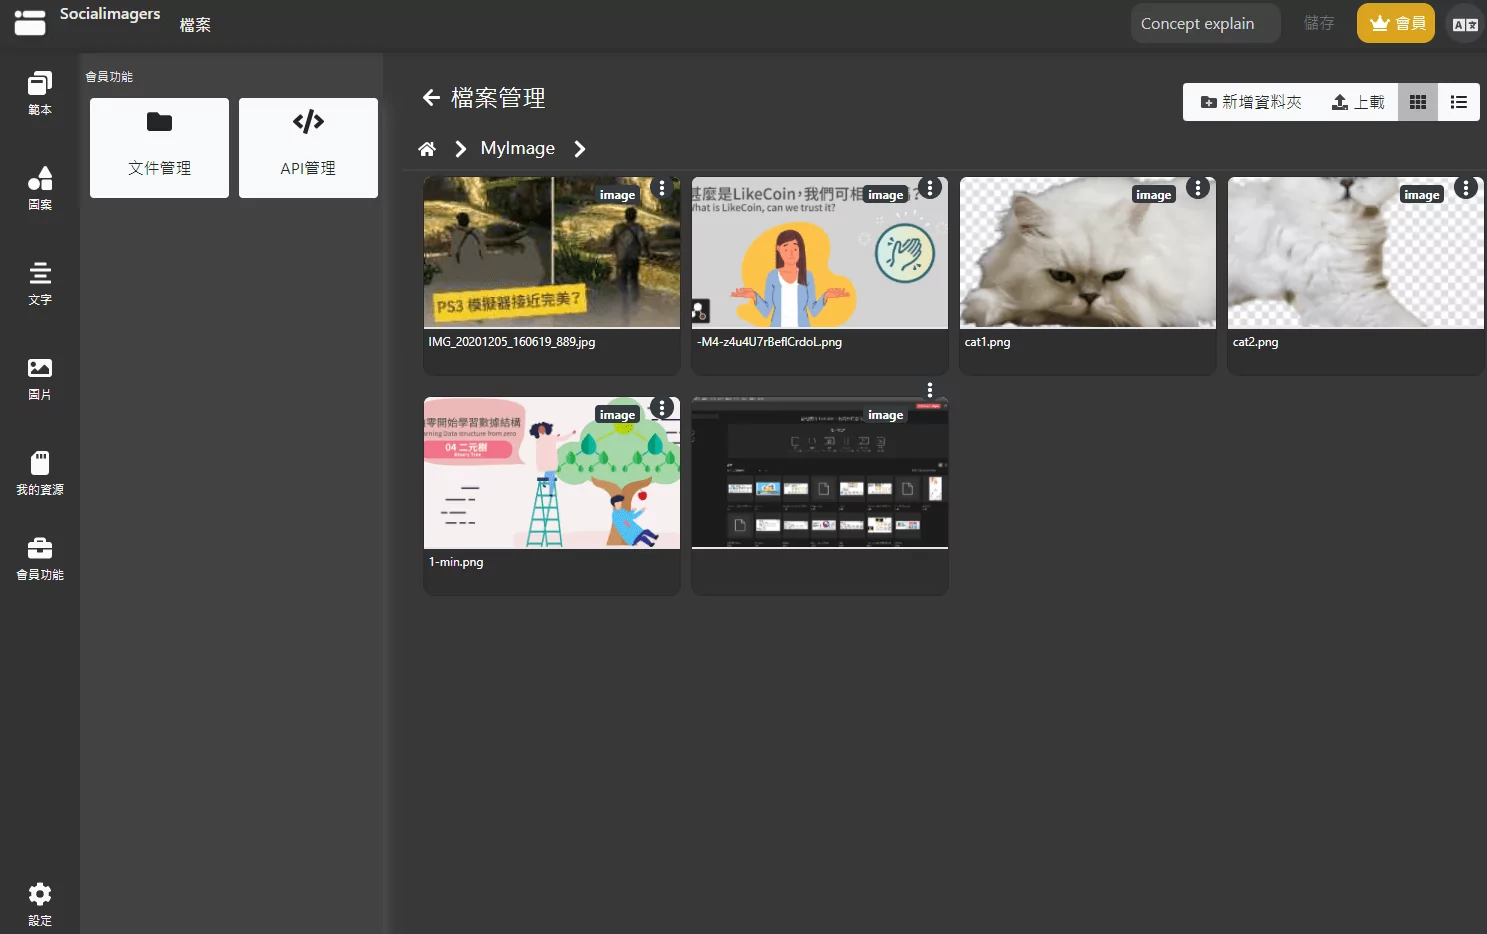 Socialimagers
檔案
Concept explain
儲存
會員
範本
圖案
文字
圖片
我的資源
會員功能
設定
會員功能
文件管理
API管理
檔案管理
新增資料夾
上載
MyImage
image
PS3 模擬器接近完美？
IMG_20201205_160619_889.jpg
甚麼是LikeCoin，我們可相
image
?
What is LikeCoin, can we trust it?
-M4-z4u4U7rBeflCrdoL.png
image
cat1.png
image
cat2.png
image
零開始學習數據結構
rning Data structure from zero
04 二元樹
Binary Tree
1-min.png
image